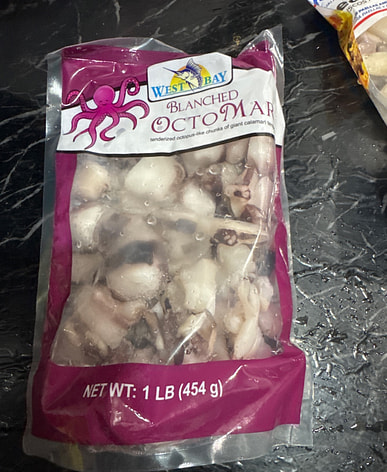 WEST BAY
BLANCHED
OCTOMAR
tenderized octopus-like chunks of giant calamari
NET WT: 1 LB (454 g)